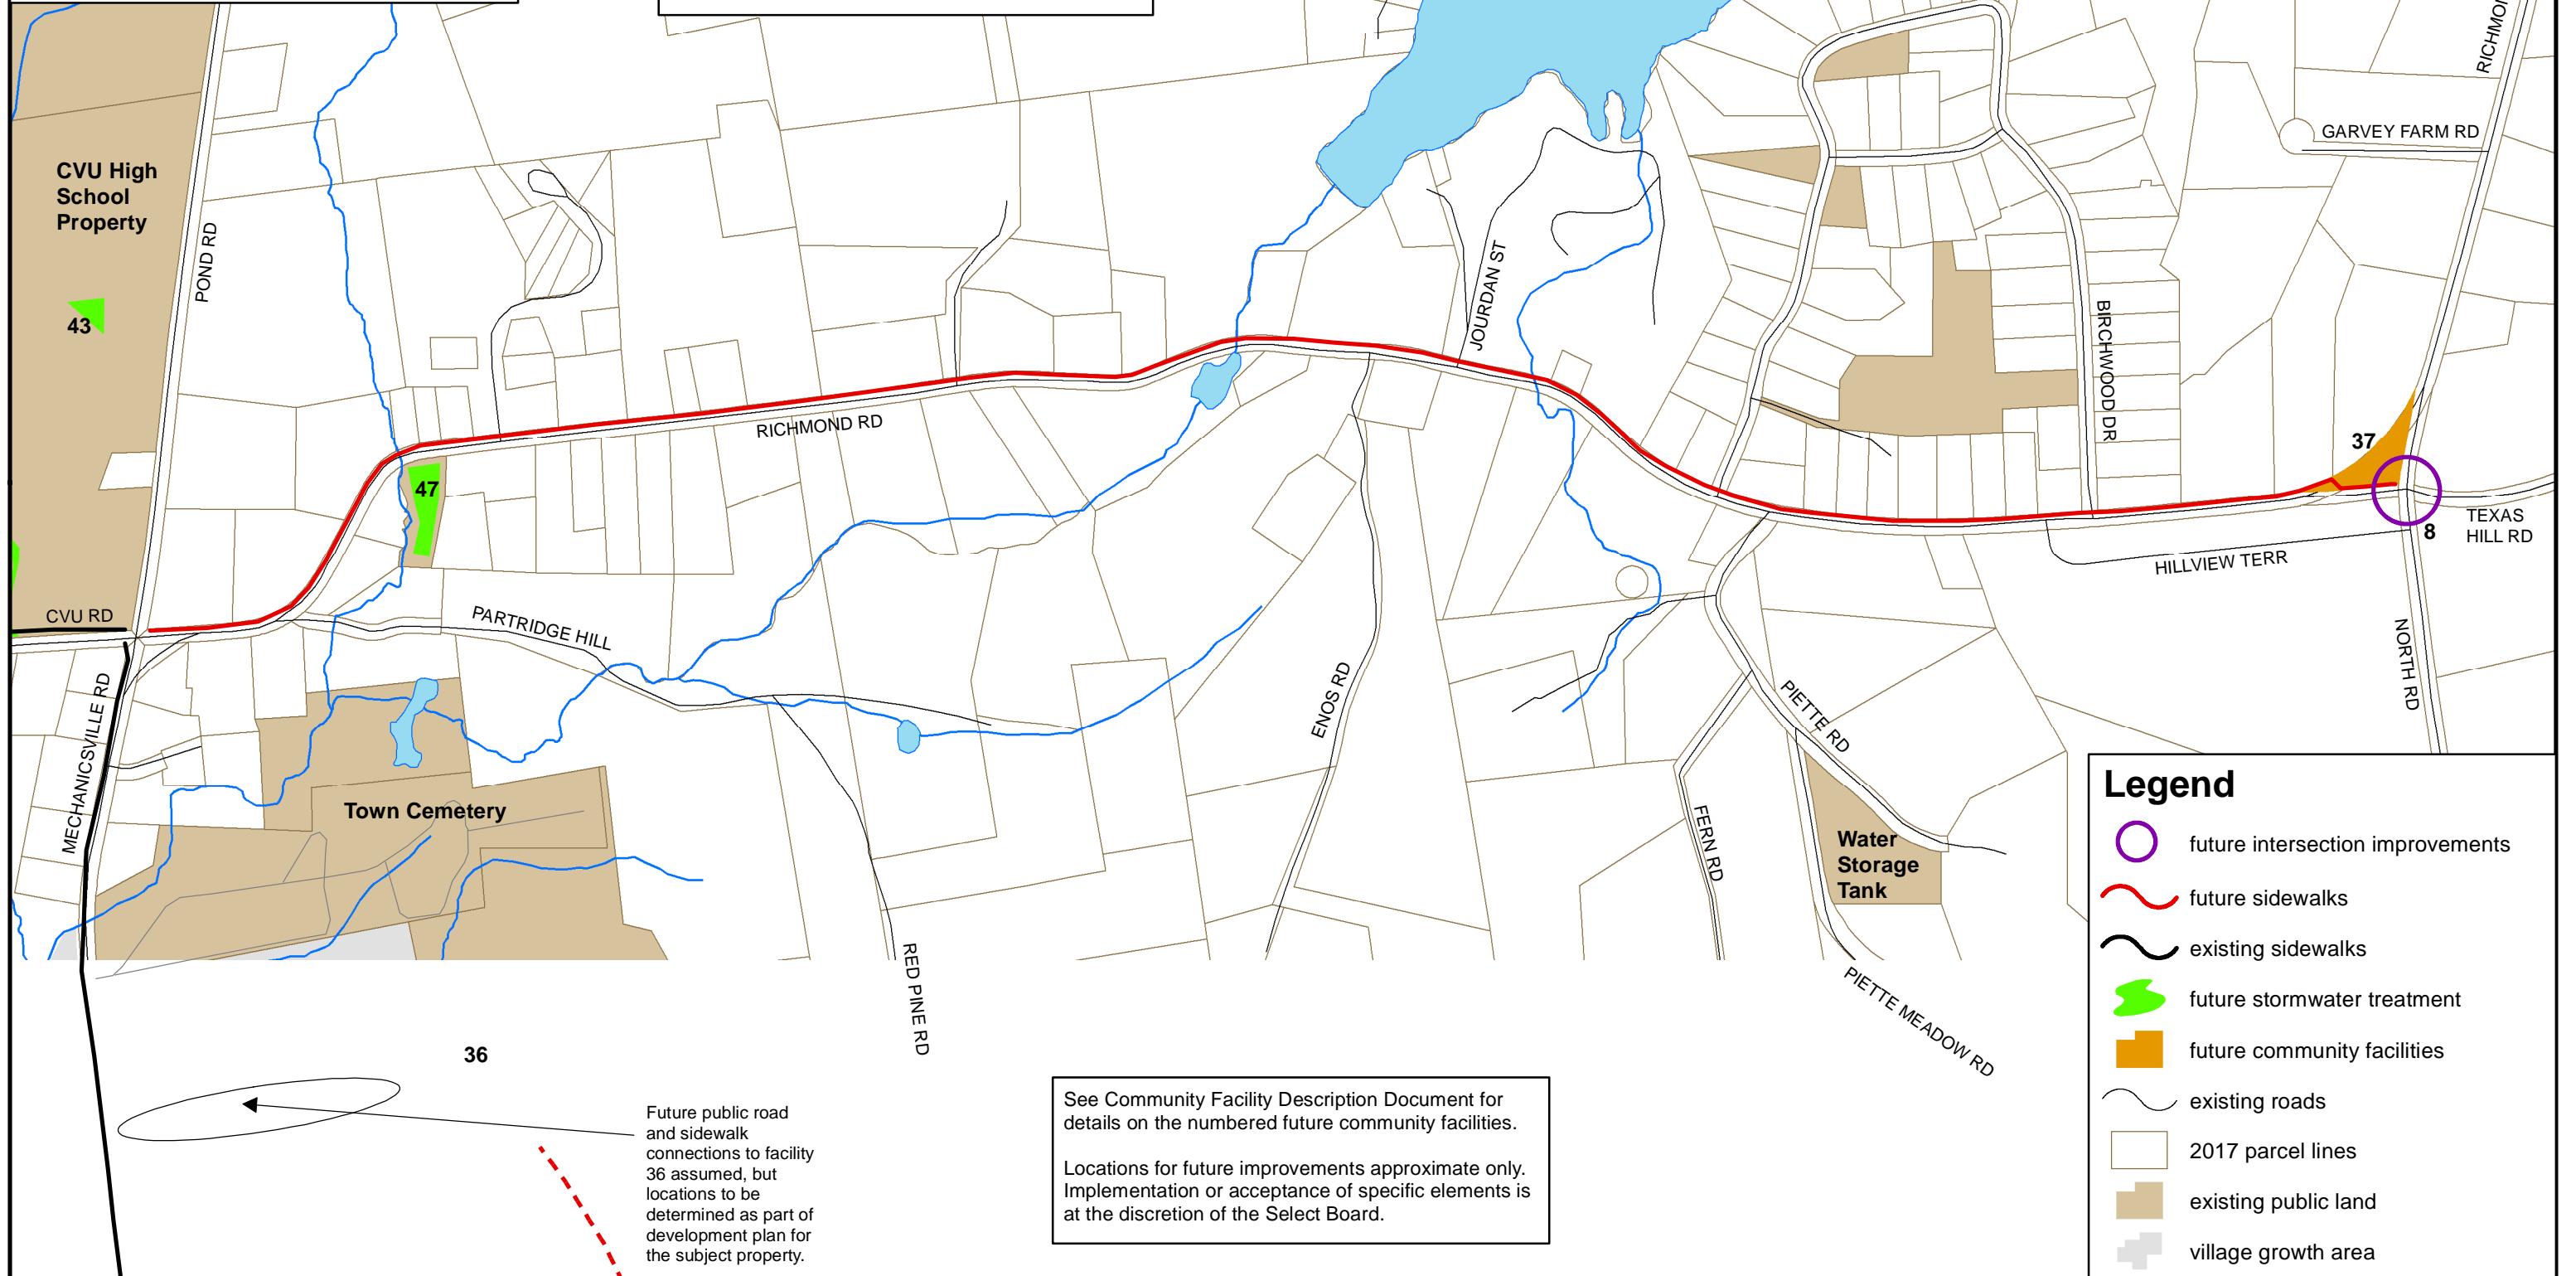 CVU High
School
Property
43
POND RD
CVU RD
MECHANICSVILLE RD
47
RICHMOND RD
PARTRIDGE HILL
Town Cemetery
RED PINE RD
JOURDAN ST
ENOS RD
FERN RD
PIETTE RD
Water
Storage
Tank
PIETTE MEADOW RD
BIRCHWOOD DR
GARVEY FARM RD
37
8
TEXAS
HILL RD
HILLVIEW TERR
NORTH RD
36
Future public road
and sidewalk
connections to facility
36 assumed, but
locations to be
determined as part of
development plan for
the subject property.
See Community Facility Description Document for
details on the numbered future community facilities.
Locations for future improvements approximate only.
Implementation or acceptance of specific elements is
at the discretion of the Select Board.
Legend
future intersection improvements
future sidewalks
existing sidewalks
future stormwater treatment
future community facilities
existing roads
2017 parcel lines
existing public land
village growth area